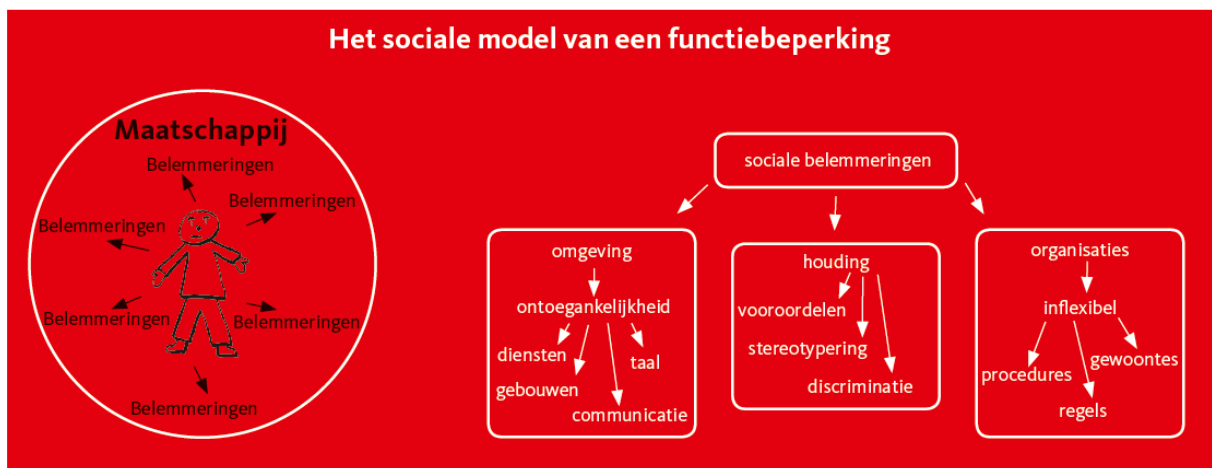 Het sociale model van een functiebeperking
Maatschappij
Belemmeringen
Belemmeringen
Belemmeringen
Belemmeringen
Belemmeringen
Belemmeringen
sociale belemmeringen
omgeving
ontoegankelijkheid
diensten
taal
gebouwen
communicatie
houding
vooroordelen
stereotypering
discriminatie
organisaties
inflexibel
gewoontes
procedures
regels